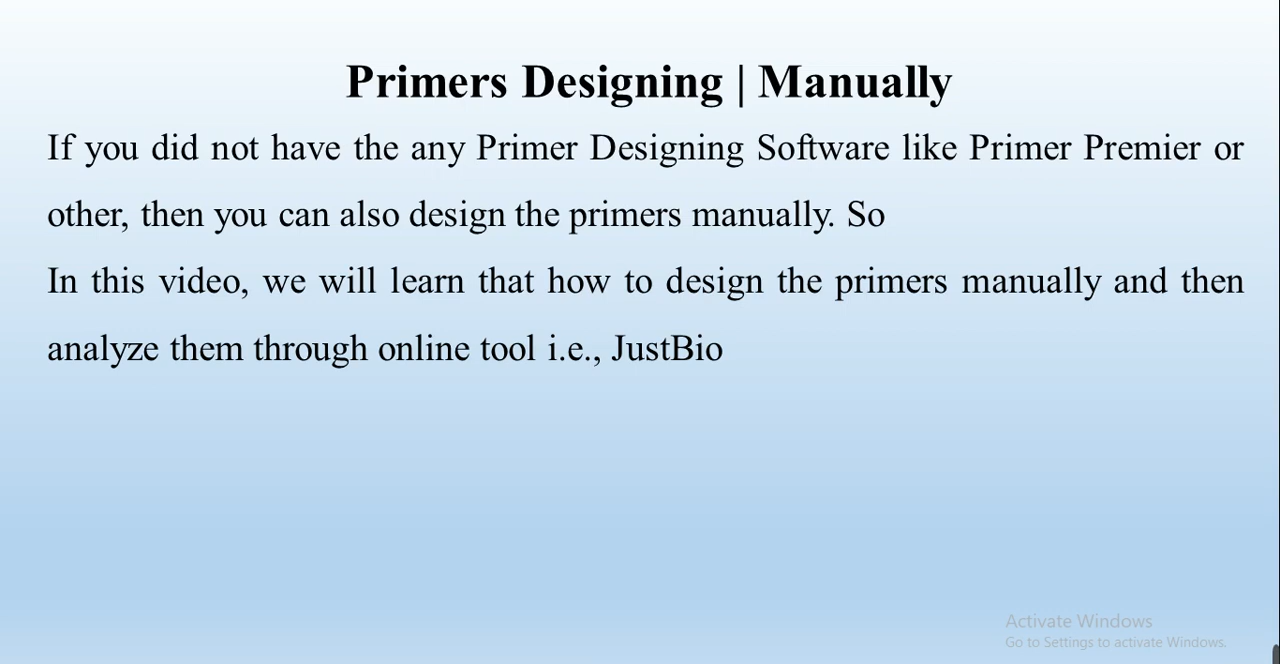 Primers Designing | Manually
If you did not have the any Primer Designing Software like Primer Premier or
other, then you can also design the primers manually. So
In this video, we will learn that how to design the primers manually and then
analyze them through online tool i.e., JustBio
Activate Windows
Go to Settings to activate Windows.